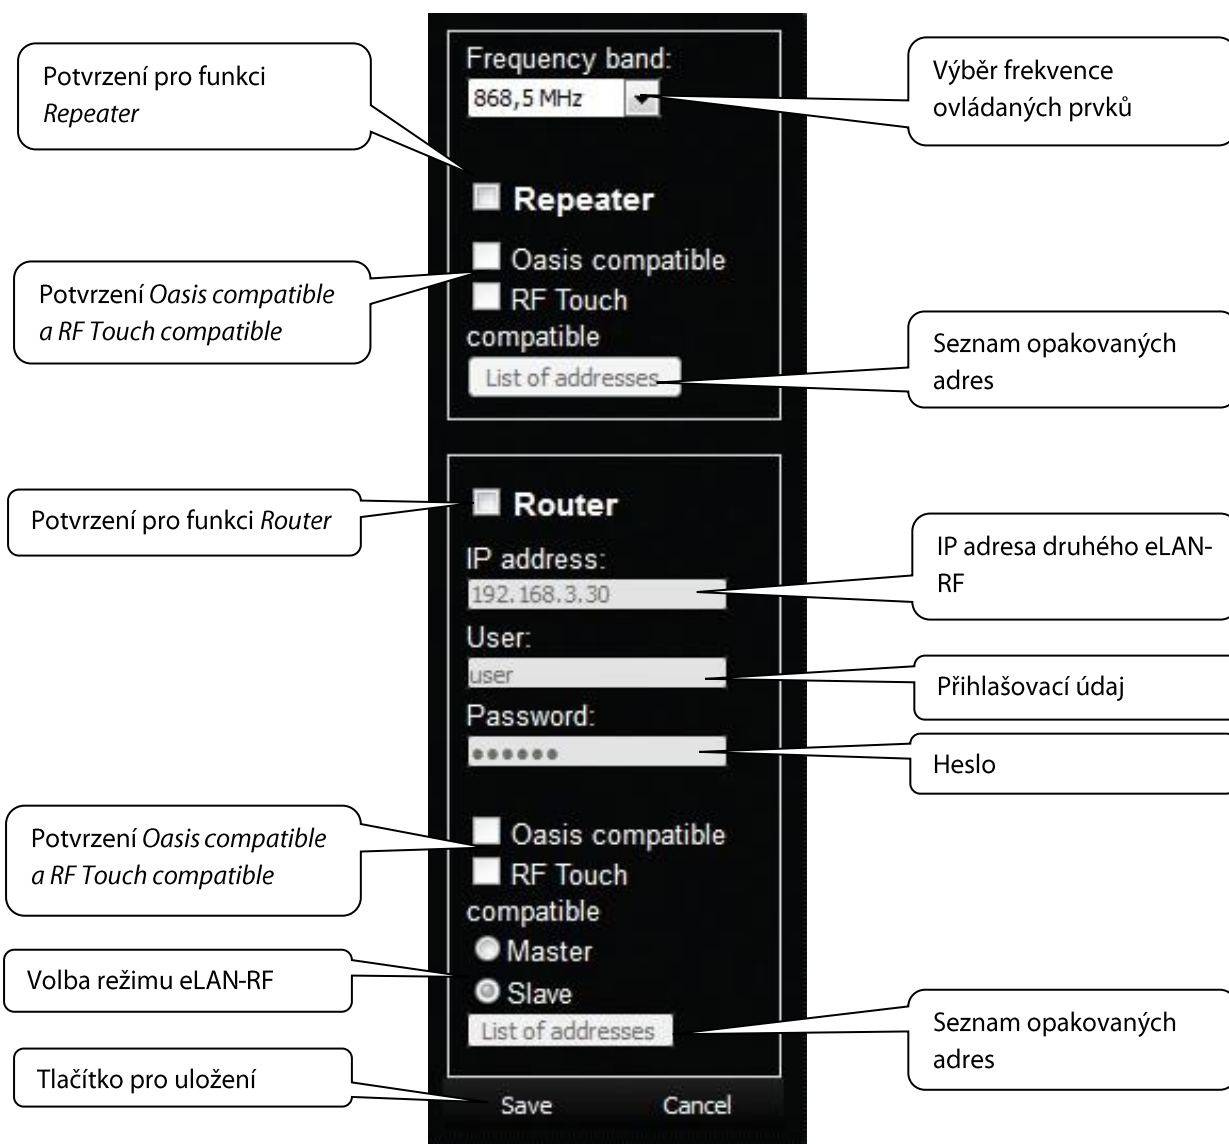 Potvrzení pro funkci
Repeater
Potvrzení Oasis compatible
a RF Touch compatible
Potvrzení pro funkci Router
Potvrzení Oasis compatible
a RF Touch compatible
Volba režimu eLAN-RF
Tlačítko pro uložení
Frequency band:
868,5 MHz
Repeater
Oasis compatible
RF Touch
compatible
List of addresses
Router
IP address:
192.168.3.30
User:
user
Password:
●●●●●●
Oasis compatible
RF Touch
compatible
Master
Slave
List of addresses
Save Cancel
Výběr frekvence
ovládaných prvků
Seznam opakovaných
adres
IP adresa druhého eLAN-
RF
Přihlašovací údaj
Heslo
Seznam opakovaných
adres